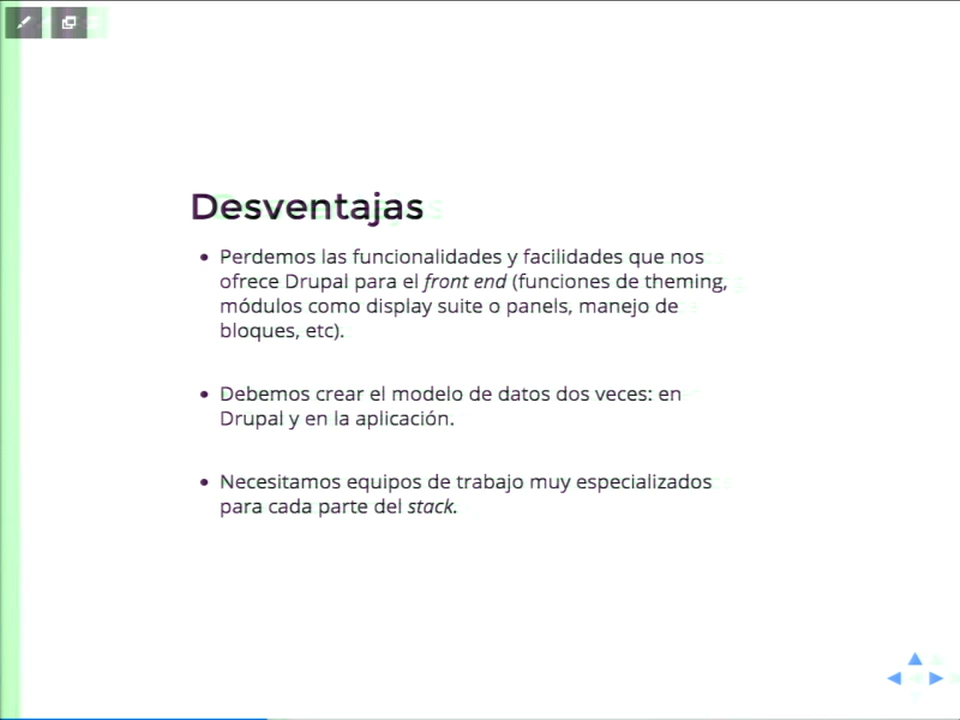 Desventajas
• Perdemos las funcionalidades y facilidades que nos
ofrece Drupal para el front end (funciones de theming,
módulos como display suite o panels, manejo de
bloques, etc).
• Debemos crear el modelo de datos dos veces: en
Drupal y en la aplicación.
• Necesitamos equipos de trabajo muy especializados
para cada parte del stack.